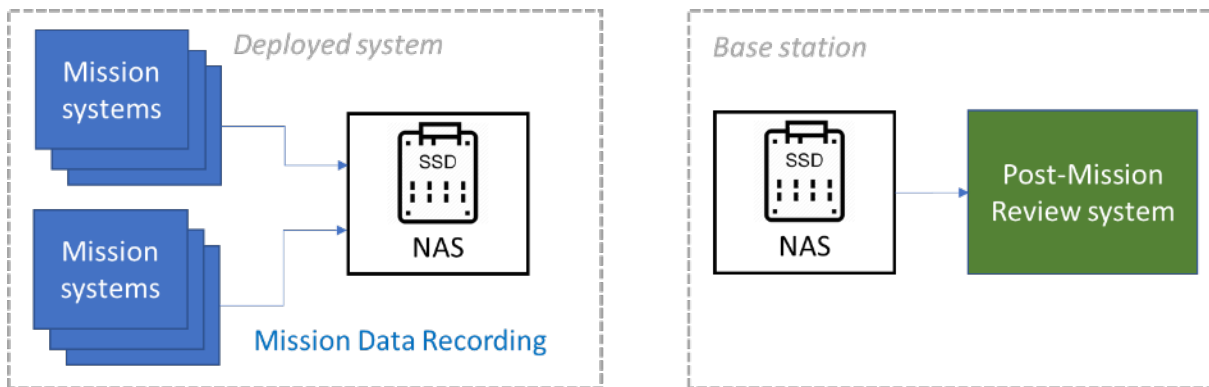 Deployed system
Mission
systems
SSD
NAS
Mission
systems
Mission Data Recording
Base station
SSD
NAS
Post-Mission
Review system